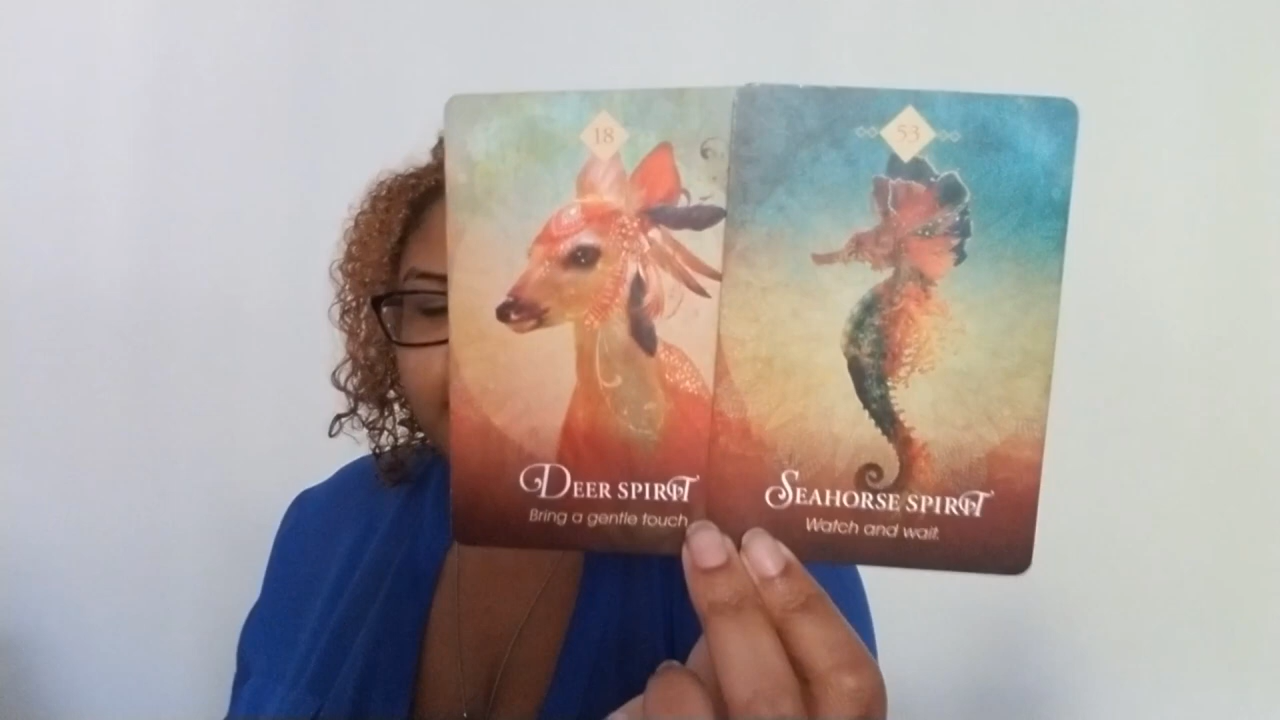 18
DEER SPIRIT
Bring a gentle touch
53
SEAHORSE SPIRIT
Watch and wait.